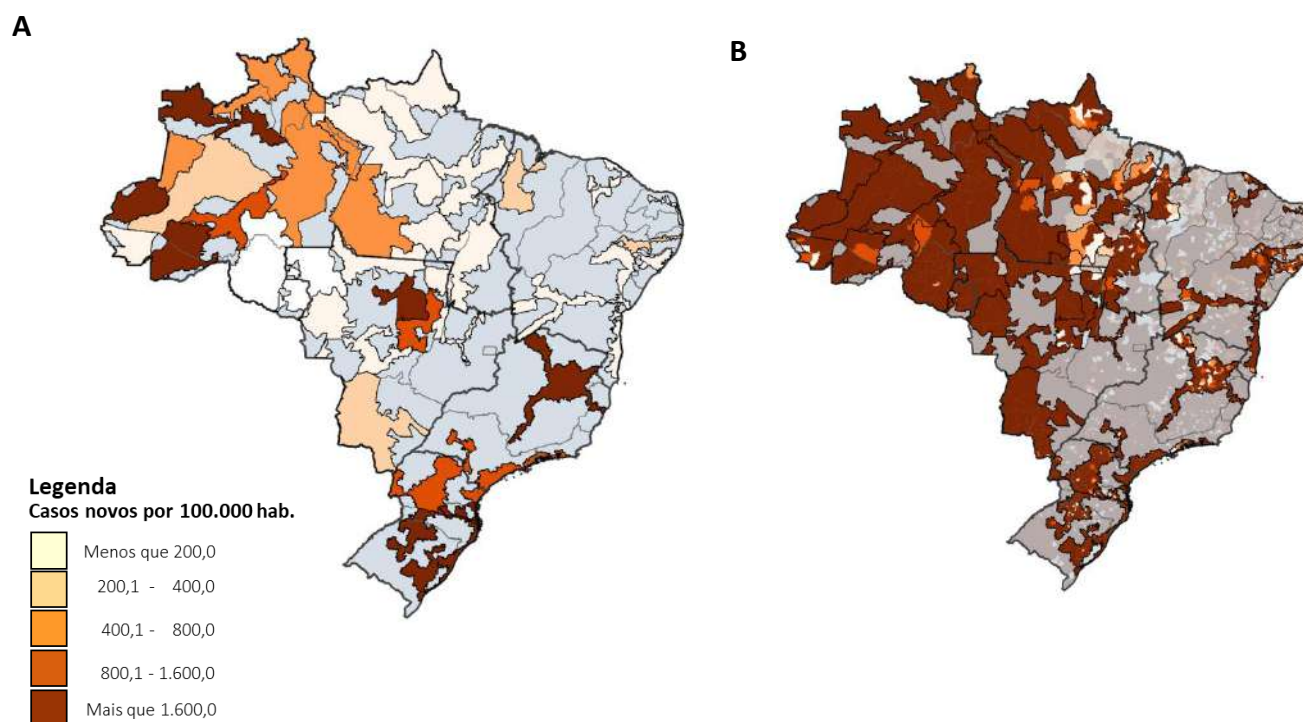 A
B
Legenda
Casos novos por 100.000 hab.
Menos que 200,0
200,1 - 400,0
400,1 - 800,0
800,1 - 1.600,0
Mais que 1.600,0